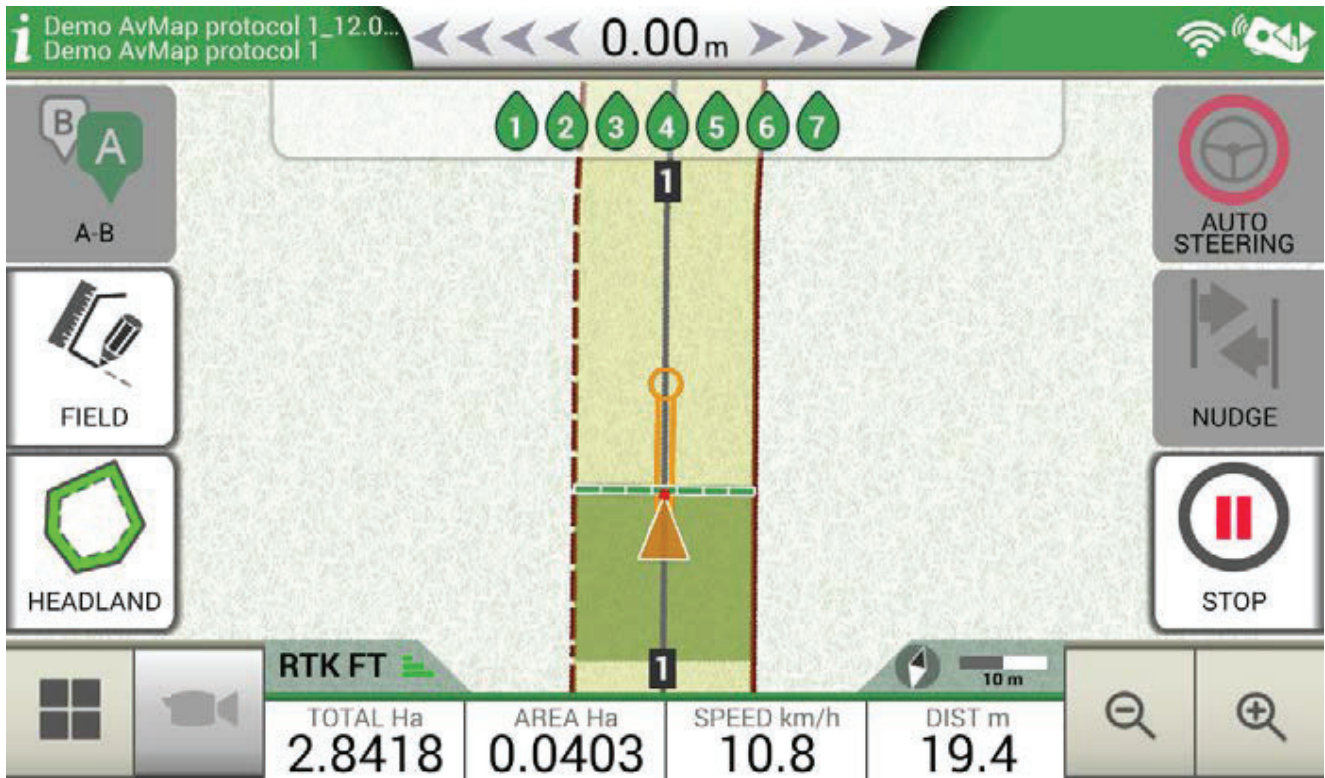 Demo AvMap protocol 1_12.0...
Demo AvMap protocol 1
0.00 m
B A
A-B
1 2 3 4 5 6 7
1
AUTO
STEERING
FIELD
NUDGE
HEADLAND
STOP
RTK FT
1
10 m
TOTAL Ha
2.8418
AREA Ha
0.0403
SPEED km/h
10.8
DIST m
19.4